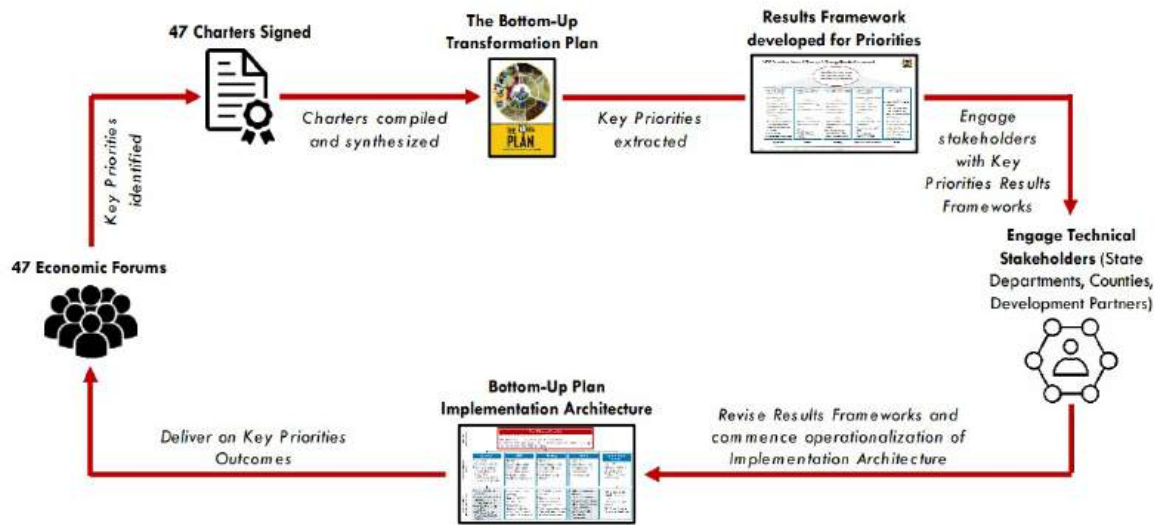 47 Charters Signed
The Bottom-Up
Transformation Plan
Results Framework
developed for Priorities
Key Priorities
identified
Charters compiled
and synthesized
THE
PLAN
Key Priorities
extracted
Engage
stakeholders
with Key
Priorities Results
Frameworks
47 Economic Forums
Engage Technical
Stakeholders (State
Departments, Counties,
Development Partners)
Bottom-Up Plan
Implementation Architecture
Deliver on Key Priorities
Outcomes
Revise Results Frameworks and
commence operationalization of
Implementation Architecture